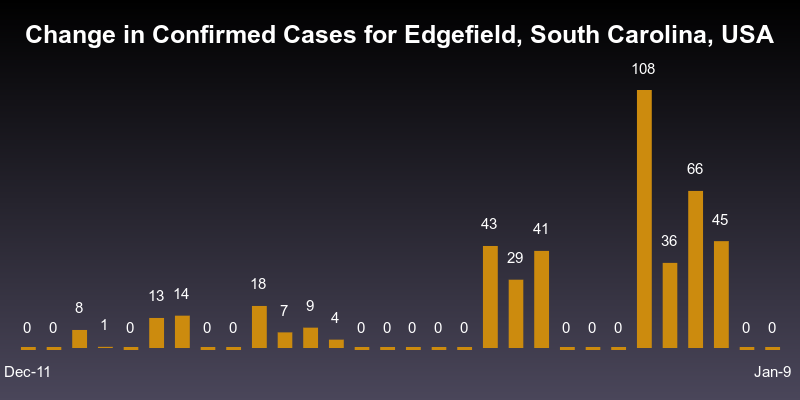 Change in Confirmed Cases for Edgefield, South Carolina, USA
0 0 8 1 0 13 14 0 0 18 7 9 4 0 0 0 0 0 43 29 41 0 0 0 108 36 66 45 0 0
Dec-11 Jan-9